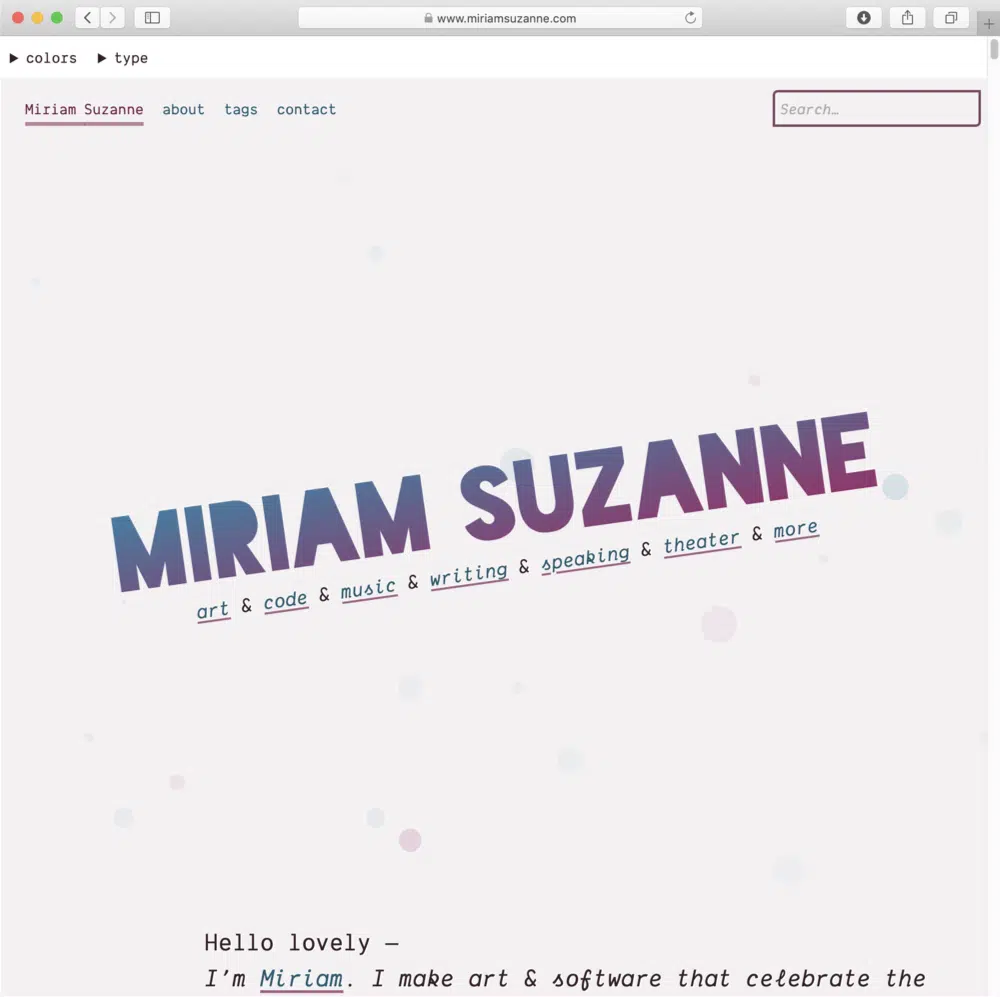 www.miriamsuzanne.com
▶ colors ▶ type
Miriam Suzanne about tags contact Search…
MIRIAM SUZANNE
art & code & music & writing & speaking & theater & more
Hello lovely —
I’m Miriam. I make art & software that celebrate the